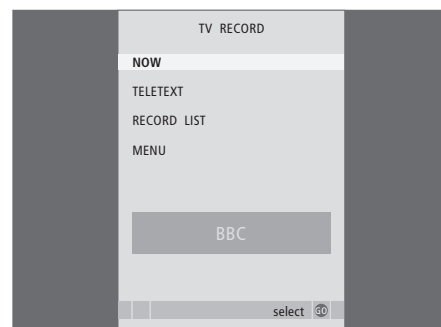 TV RECORD
NOW
TELETEXT
RECORD LIST
MENU
BBC
select GO